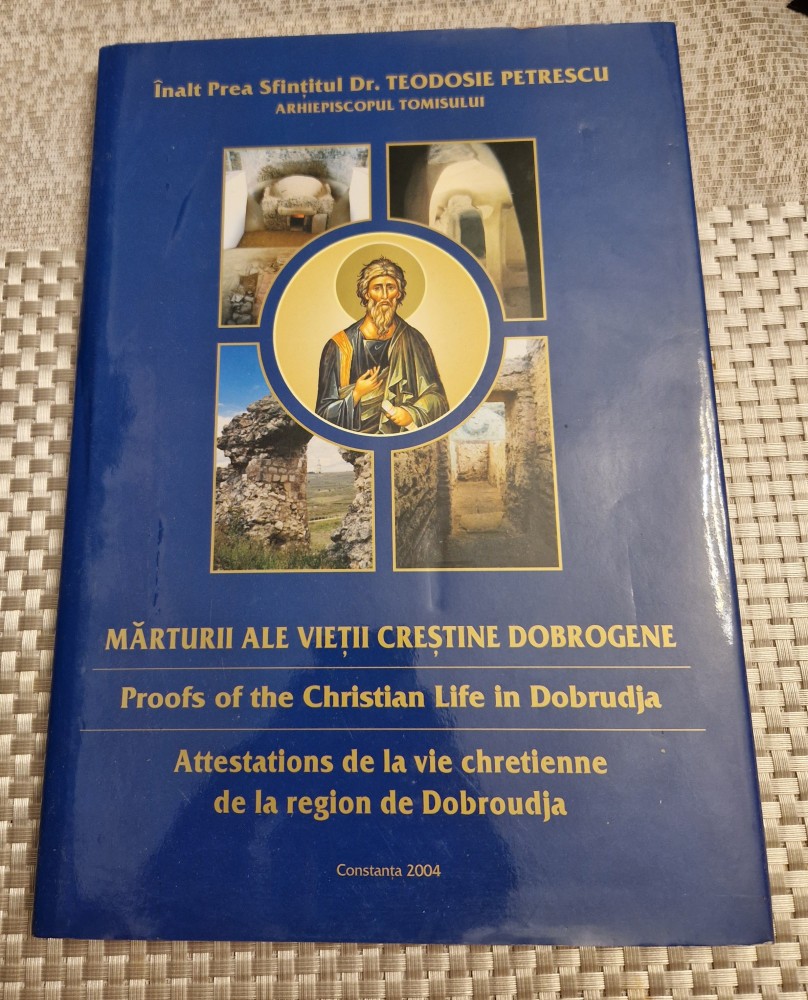 Înalt Prea Sfințitul Dr. TEODOSIE PETRESCU
ARHIEPISCOPUL TOMISULUI
MĂRTURII ALE VIEȚII CREȘTINE DOBROGENE
Proofs of the Christian Life in Dobrudja
Attestations de la vie chretienne
de la region de Dobroudja
Constanța 2004